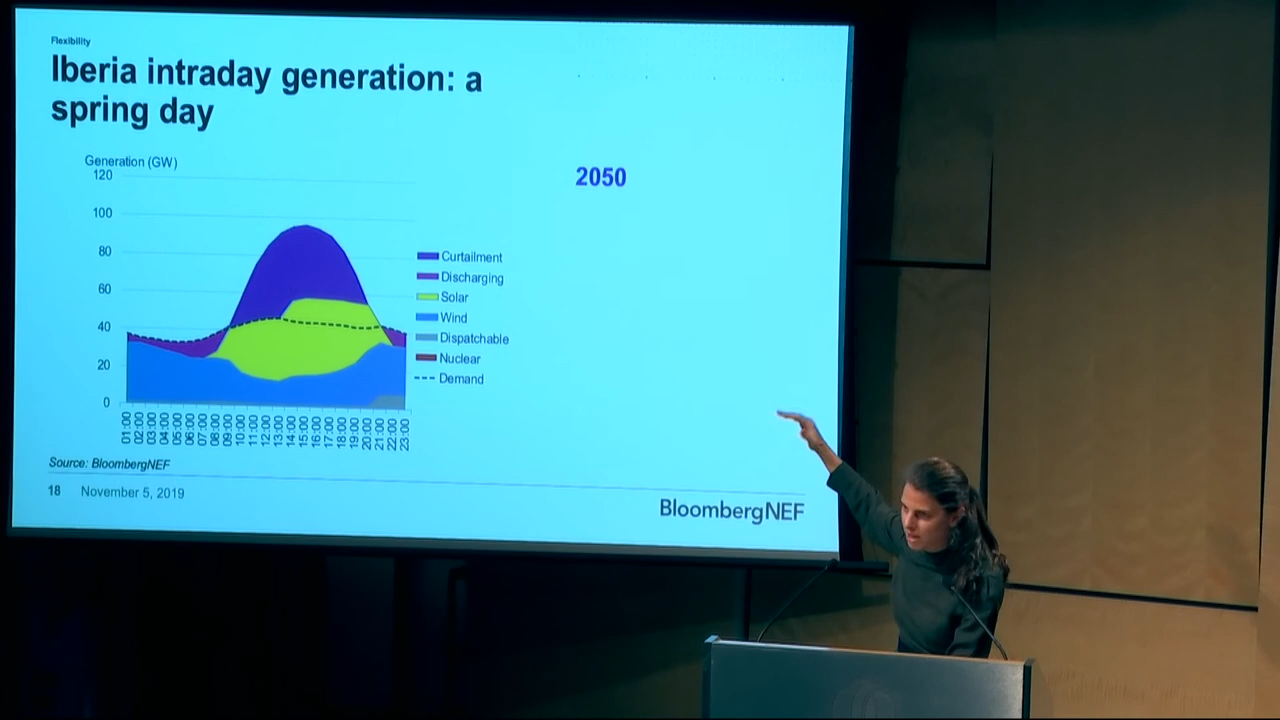 Flexibility
Iberia intraday generation: a
spring day
Generation (GW)
120
100
80
60
40
20
0
01:00
02:00
03:00
04:00
05:00
06:00
07:00
08:00
09:00
10:00
11:00
12:00
13:00
14:00
15:00
16:00
17:00
18:00
19:00
20:00
21:00
22:00
23:00
2050
Curtailment
Discharging
Solar
Wind
Dispatchable
Nuclear
Demand
Source: BloombergNEF
18 November 5, 2019
BloombergNEF